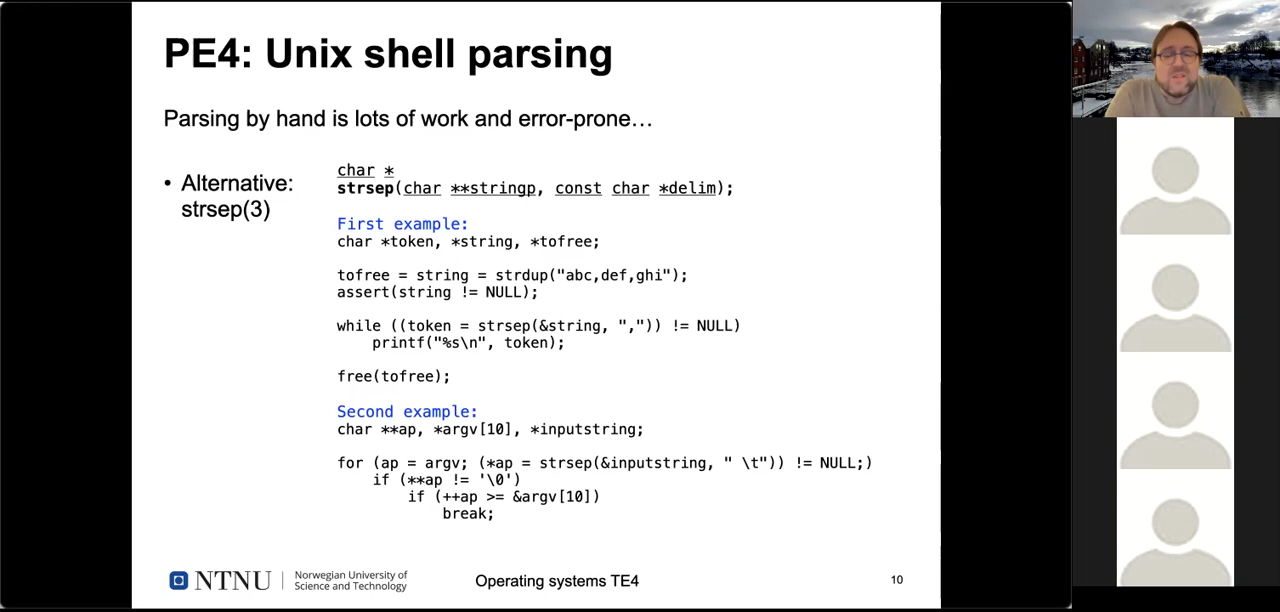 PE4: Unix shell parsing
Parsing by hand is lots of work and error-prone…
• Alternative:
strsep(3)
char *
strsep(char **stringp, const char *delim);
First example:
char *token, *string, *tofree;
tofree = string = strdup("abc,def,ghi");
assert(string != NULL);
while ((token = strsep(&string, ",")) != NULL)
    printf("%s\n", token);
free(tofree);
Second example:
char **ap, *argv[10], *inputstring;
for (ap = argv; (*ap = strsep(&inputstring, " \t")) != NULL;)
    if (**ap != '\0')
        if (++ap >= &argv[10])
            break;
NTNU
Norwegian University of
Science and Technology
Operating systems TE4
10